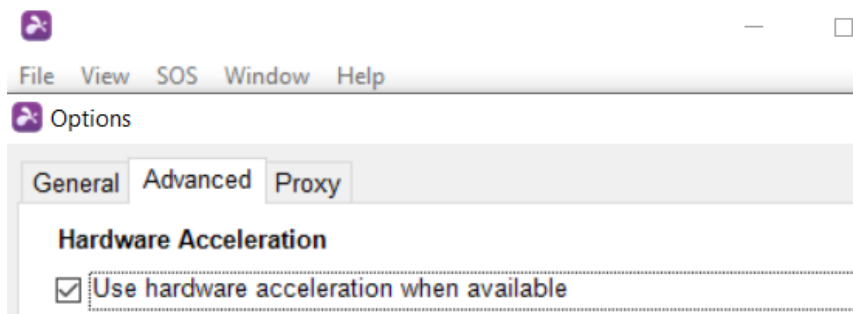 File View SOS Window Help
Options
General Advanced Proxy
Hardware Acceleration
Use hardware acceleration when available